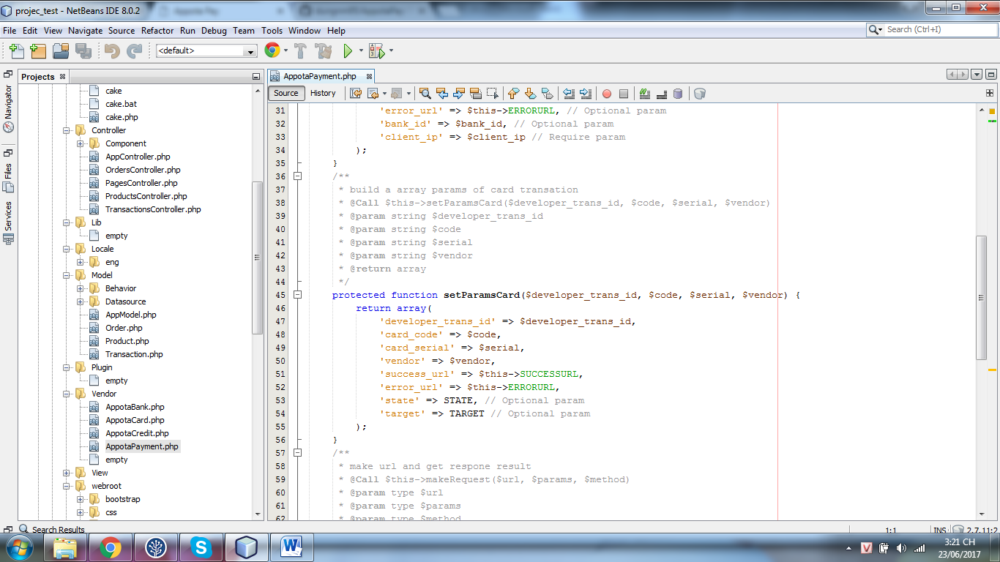 projec_test - NetBeans IDE 8.0.2
File Edit View Navigate Source Refactor Run Debug Team Tools Window Help
Search (Ctrl+I)
<default>
Projects
AppotaPayment.php
Navigator
Files
Services
Source History
cake
cake.bat
cake.php
Controller
Component
AppController.php
OrdersController.php
PagesController.php
ProductsController.php
TransactionsController.php
Lib
empty
Locale
eng
Model
Behavior
Datasource
AppModel.php
Order.php
Product.php
Transaction.php
Plugin
empty
Vendor
AppotaBank.php
AppotaCard.php
AppotaCredit.php
AppotaPayment.php
empty
View
webroot
bootstrap
css
31 'error_url' => $this->ERRORURL, // Optional param
32 'bank_id' => $bank_id, // Optional param
33 'client_ip' => $client_ip // Require param
34 );
35 }
36 /**
37 * build a array params of card transation
38 * @Call $this->setParamsCard($developer_trans_id, $code, $serial, $vendor)
39 * @param string $developer_trans_id
40 * @param string $code
41 * @param string $serial
42 * @param string $vendor
43 * @return array
44 */
45 protected function setParamsCard($developer_trans_id, $code, $serial, $vendor) {
46 return array(
47 'developer_trans_id' => $developer_trans_id,
48 'card_code' => $code,
49 'card_serial' => $serial,
50 'vendor' => $vendor,
51 'success_url' => $this->SUCCESSURL,
52 'error_url' => $this->ERRORURL,
53 'state' => STATE, // Optional param
54 'target' => TARGET // Optional param
55 );
56 }
57 /**
58 * make url and get respone result
59 * @Call $this->makeRequest($url, $params, $method)
60 * @param type $url
61 * @param type $params
62 * @param type $method
Search Results
1:1
INS
2.7.11:2
3:21 CH
23/06/2017